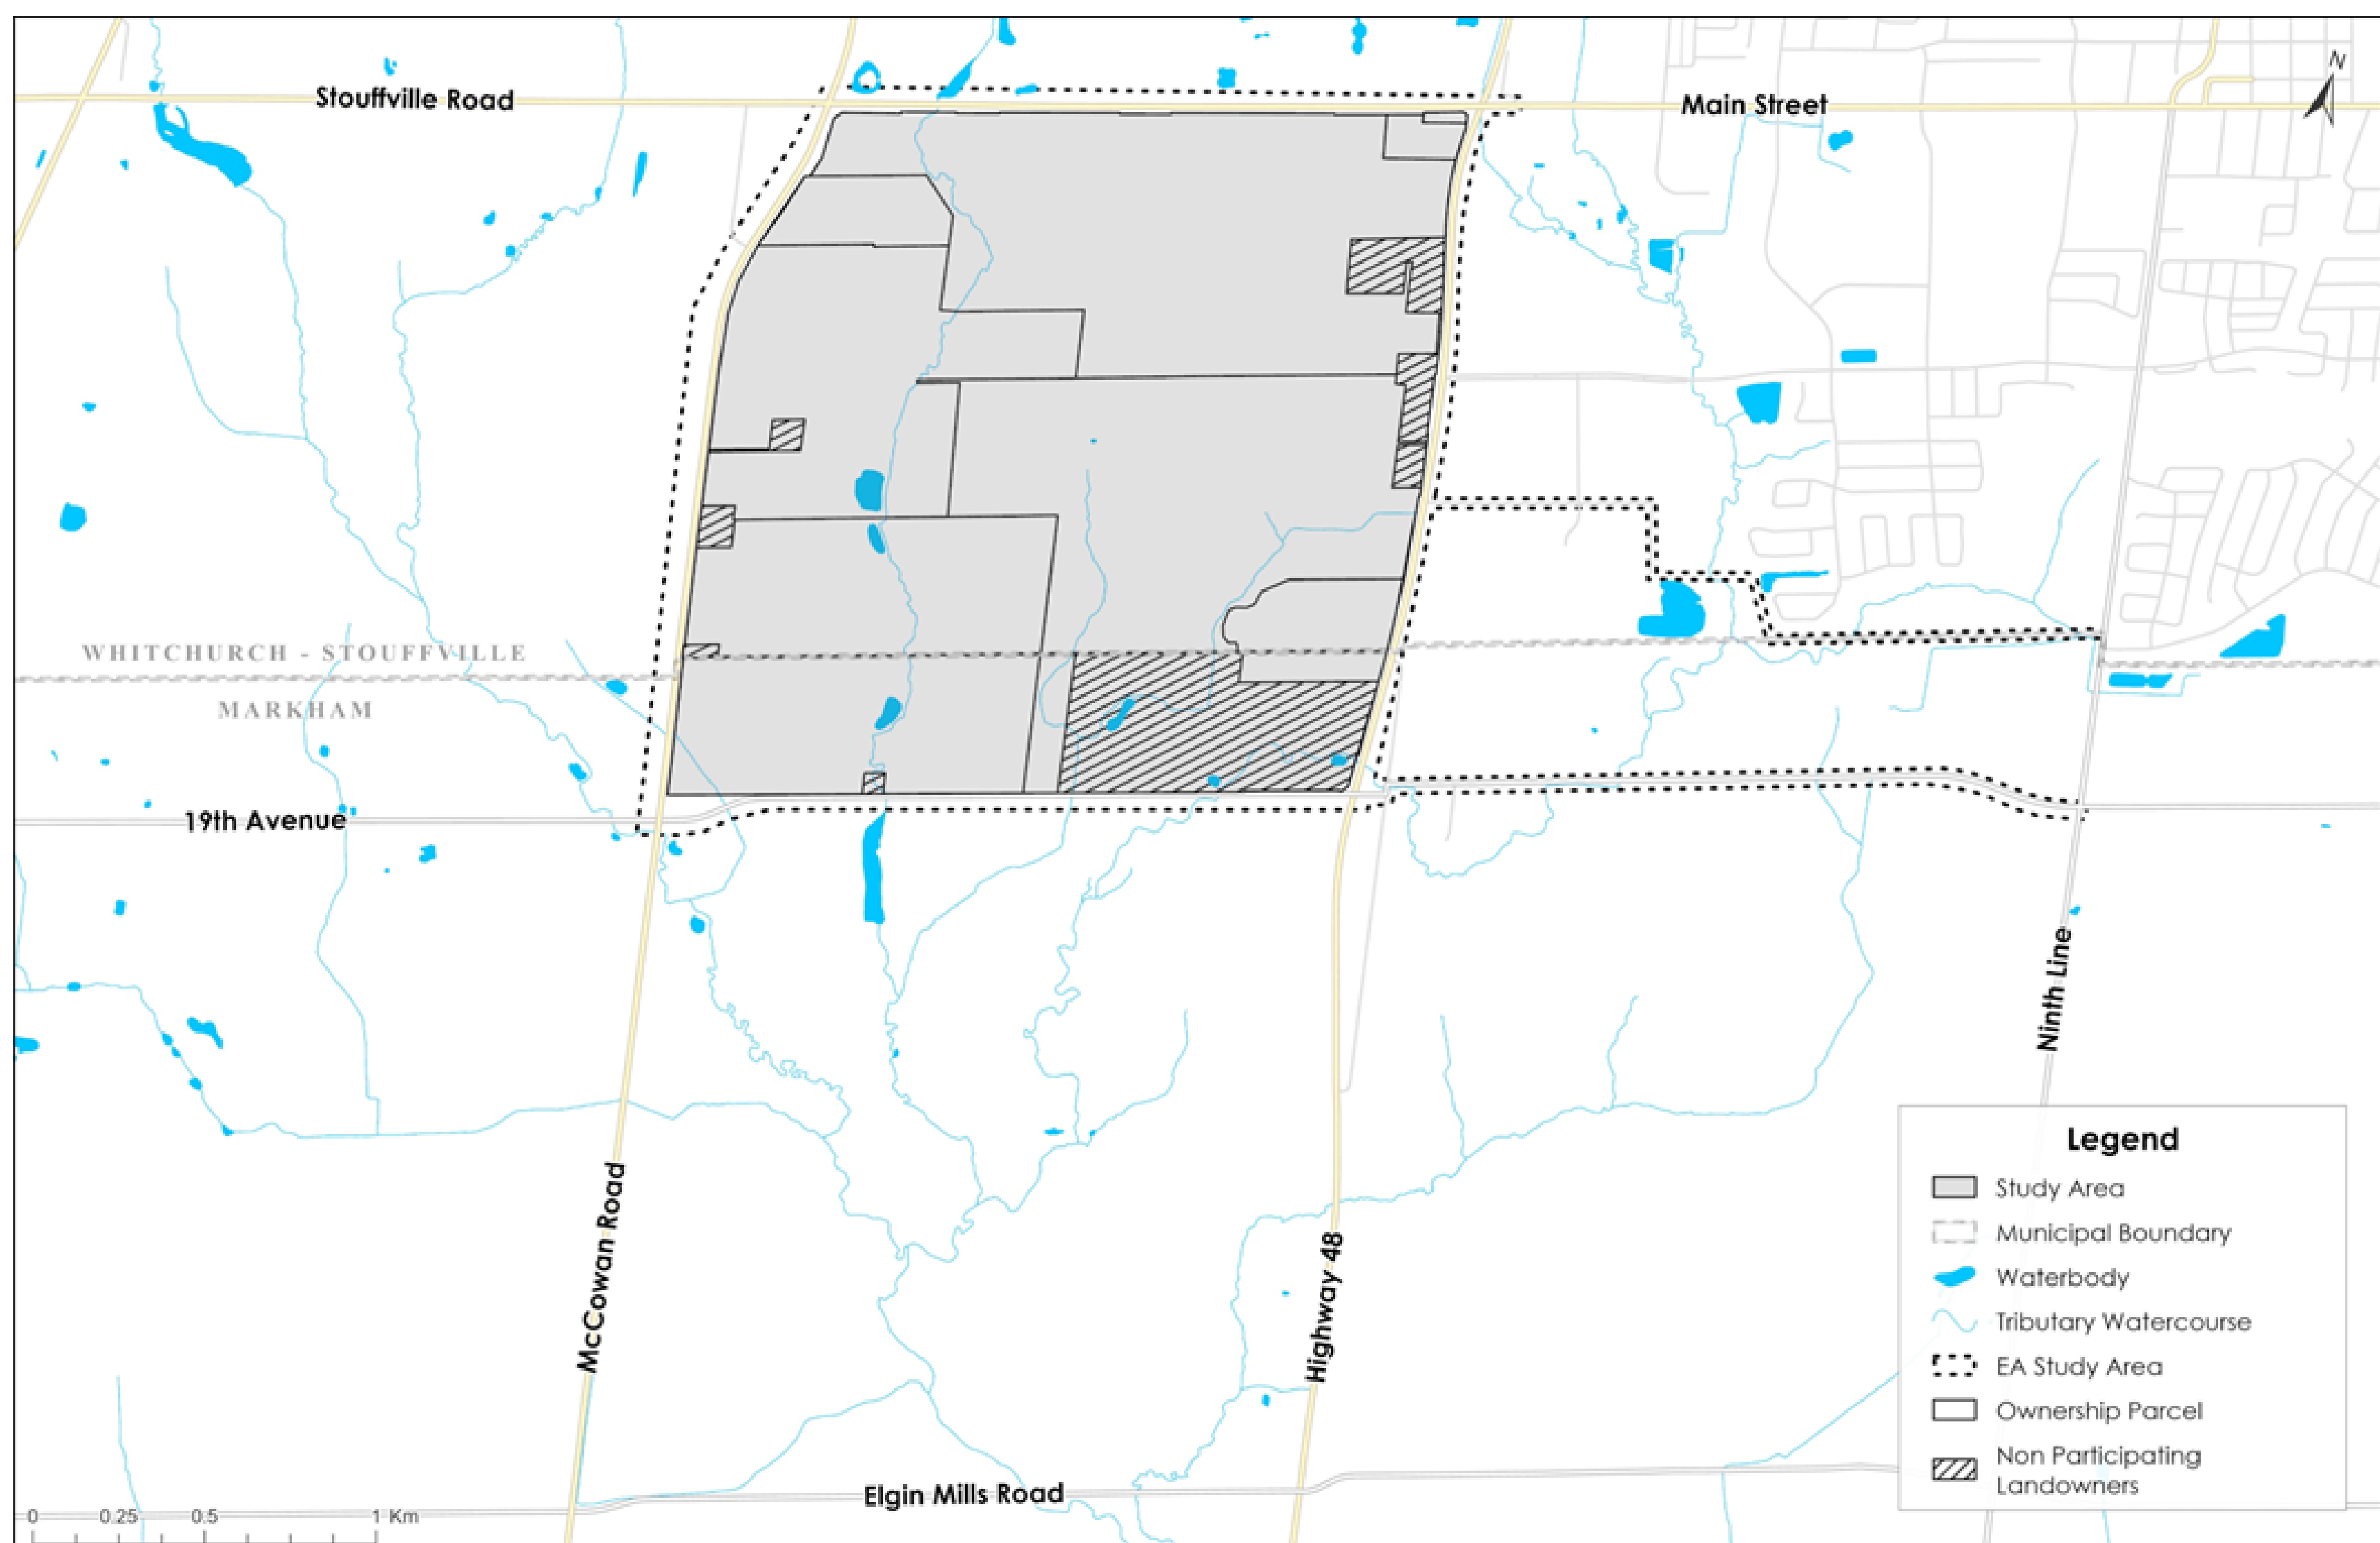 N
Stouffville Road
Main Street
WHITCHURCH - STOUFFVILLE
MARKHAM
19th Avenue
Ninth Line
McCowan Road
Highway 48
Elgin Mills Road
0 0.25 0.5 1 Km
Legend
Study Area
Municipal Boundary
Waterbody
Tributary Watercourse
EA Study Area
Ownership Parcel
Non Participating
Landowners